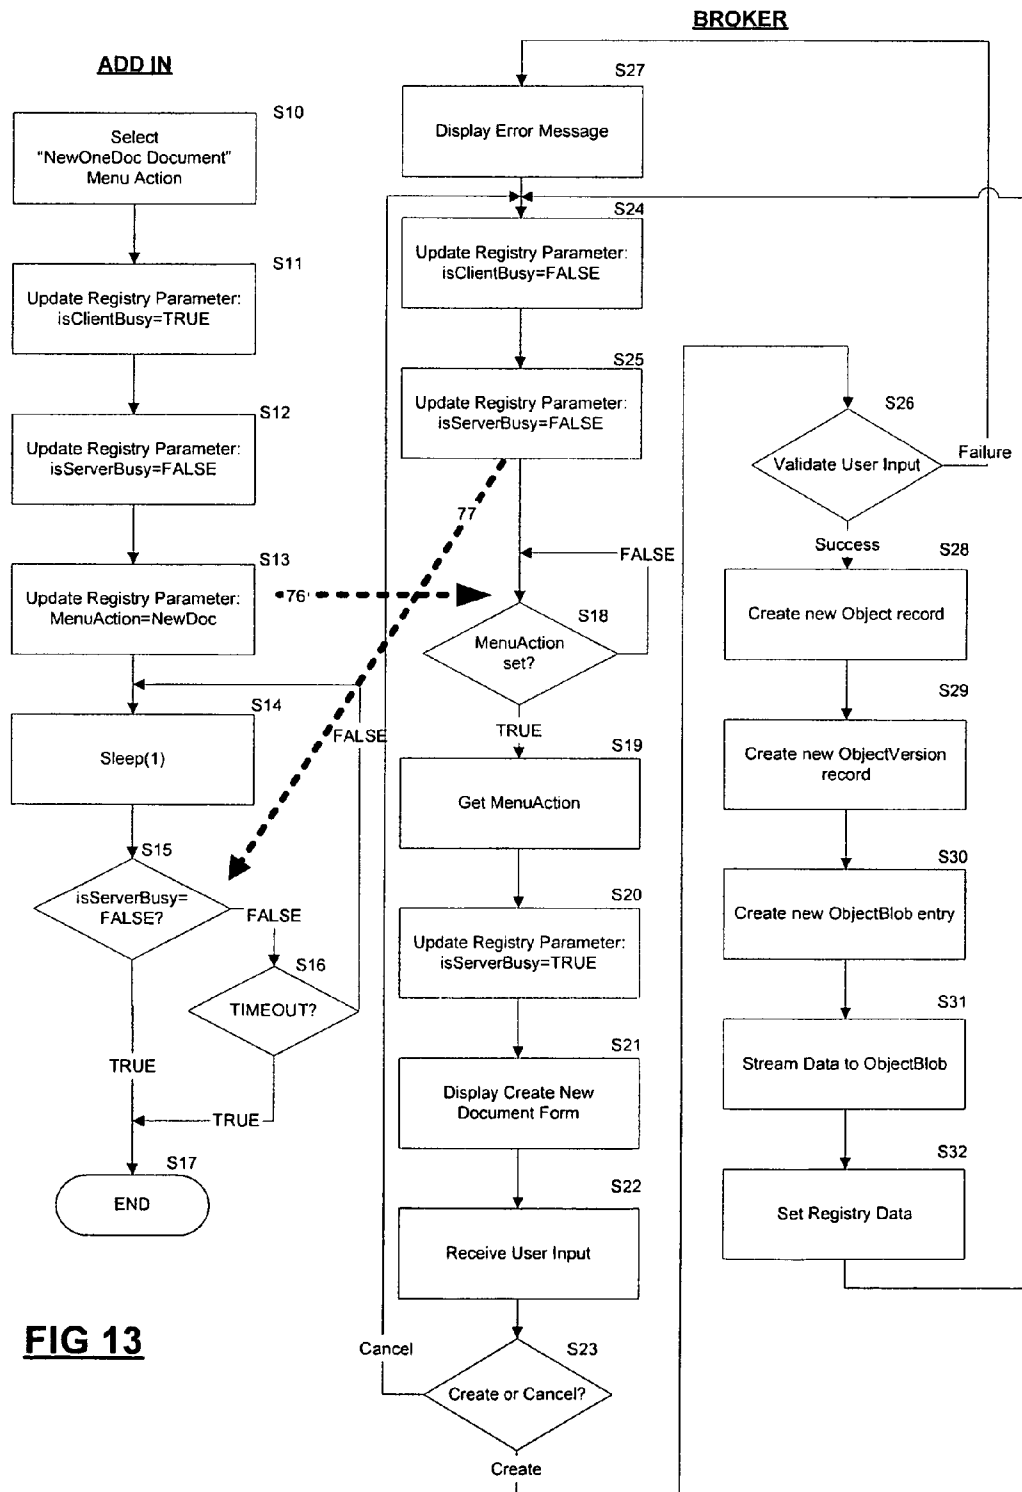 BROKER
ADD IN
S10
Select
"NewOneDoc Document"
Menu Action
S11
Update Registry Parameter:
isClientBusy=TRUE
S12
Update Registry Parameter:
isServerBusy=FALSE
S13
Update Registry Parameter:
MenuAction=NewDoc
76
S14
Sleep(1)
FALSE
S15
isServerBusy=
FALSE?
FALSE
S16
TIMEOUT?
TRUE
TRUE
S17
END
S27
Display Error Message
S24
Update Registry Parameter:
isClientBusy=FALSE
S25
Update Registry Parameter:
isServerBusy=FALSE
77
FALSE
S18
MenuAction
set?
TRUE
S19
Get MenuAction
S20
Update Registry Parameter:
isServerBusy=TRUE
S21
Display Create New
Document Form
S22
Receive User Input
S23
Cancel
Create or Cancel?
Create
S26
Validate User Input
Failure
Success
S28
Create new Object record
S29
Create new ObjectVersion
record
S30
Create new ObjectBlob entry
S31
Stream Data to ObjectBlob
S32
Set Registry Data
FIG 13